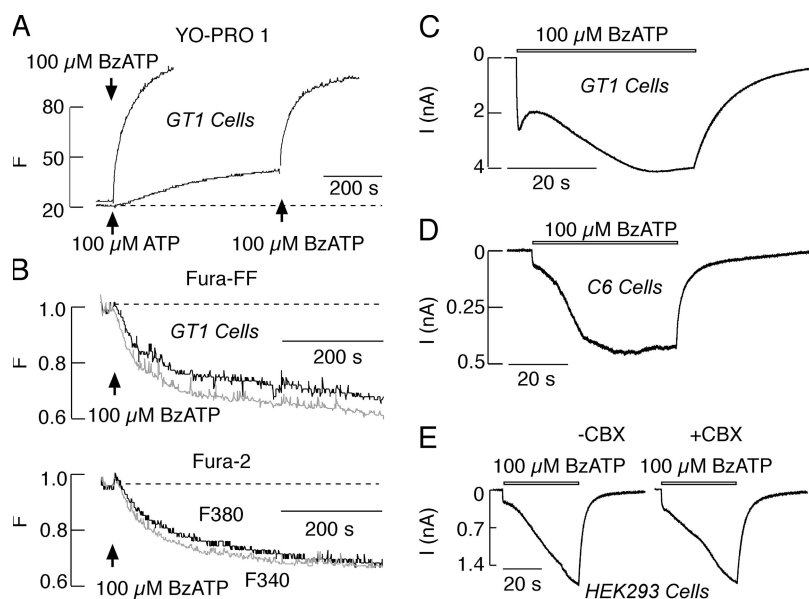 A
YO-PRO 1
100 µM BzATP
GT1 Cells
80
50
20
F
200 s
100 µM ATP
100 µM BzATP
B
Fura-FF
1.0
0.8
0.6
F
GT1 Cells
200 s
100 µM BzATP
Fura-2
1.0
0.8
0.6
F
F380
200 s
100 µM BzATP
F340
C
100 µM BzATP
0
2
4
I (nA)
GT1 Cells
20 s
D
100 µM BzATP
0
0.25
0.5
I (nA)
C6 Cells
20 s
E
-CBX
+CBX
100 µM BzATP
100 µM BzATP
0
0.7
1.4
I (nA)
20 s
HEK293 Cells